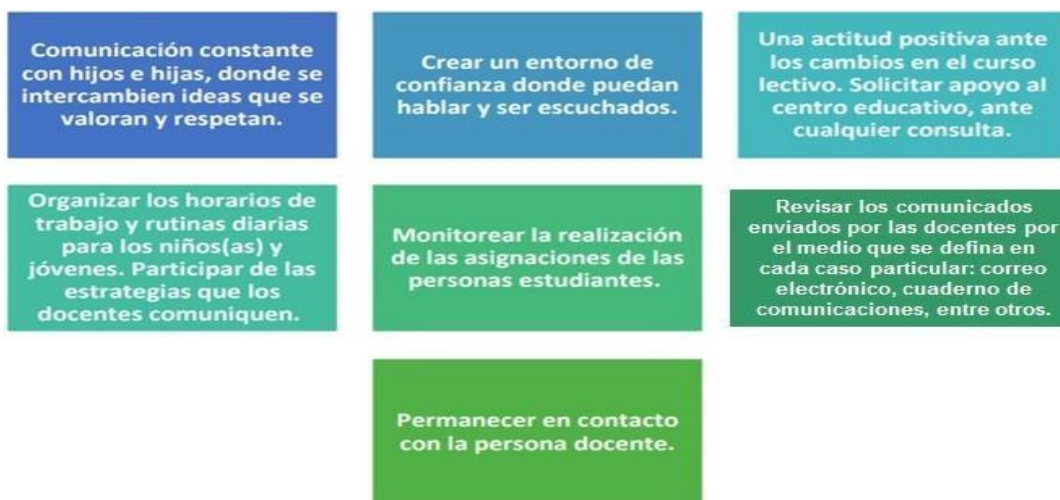 Comunicación constante
con hijos e hijas, donde se
intercambien ideas que se
valoran y respetan.
Crear un entorno de
confianza donde puedan
hablar y ser escuchados.
Una actitud positiva ante
los cambios en el curso
lectivo. Solicitar apoyo al
centro educativo, ante
cualquier consulta.
Organizar los horarios de
trabajo y rutinas diarias
para los niños(as) y
jóvenes. Participar de las
estrategias que los
docentes comuniquen.
Monitorear la realización
de las asignaciones de las
personas estudiantes.
Revisar los comunicados
enviados por las docentes por
el medio que se defina en
cada caso particular: correo
electrónico, cuaderno de
comunicaciones, entre otros.
Permanecer en contacto
con la persona docente.